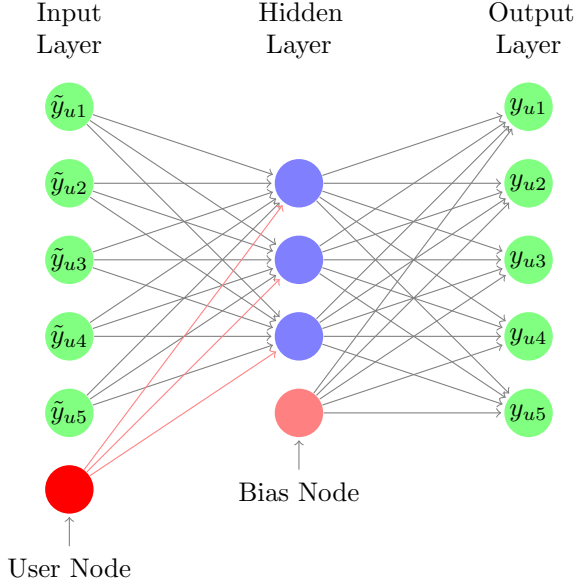 Input
Layer
Hidden
Layer
Output
Layer
ỹu1
ỹu2
ỹu3
ỹu4
ỹu5
yu1
yu2
yu3
yu4
yu5
Bias Node
User Node